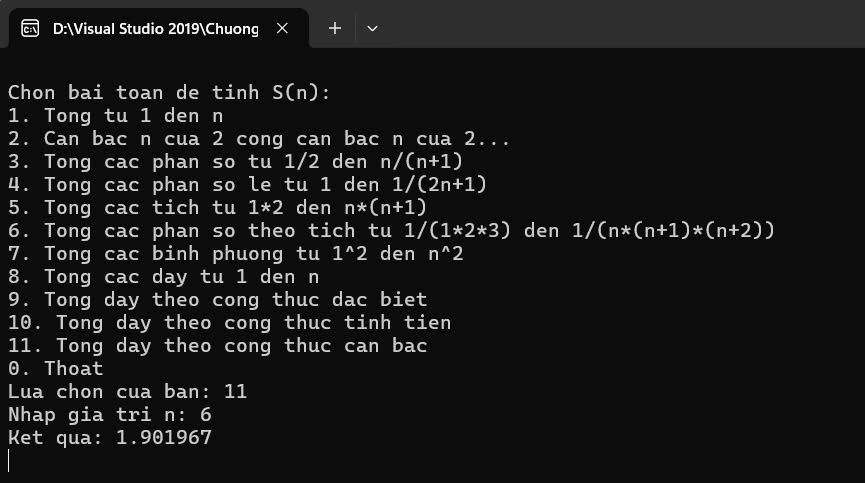 D:\Visual Studio 2019\Chuong
Chon bai toan de tinh S(n):
1. Tong tu 1 den n
2. Can bac n cua 2 cong can bac n cua 2...
3. Tong cac phan so tu 1/2 den n/(n+1)
4. Tong cac phan so le tu 1 den 1/(2n+1)
5. Tong cac tich tu 1*2 den n*(n+1)
6. Tong cac phan so theo tich tu 1/(1*2*3) den 1/(n*(n+1)*(n+2))
7. Tong cac binh phuong tu 1^2 den n^2
8. Tong cac day tu 1 den n
9. Tong day theo cong thuc dac biet
10. Tong day theo cong thuc tinh tien
11. Tong day theo cong thuc can bac
0. Thoat
Lua chon cua ban: 11
Nhap gia tri n: 6
Ket qua: 1.901967